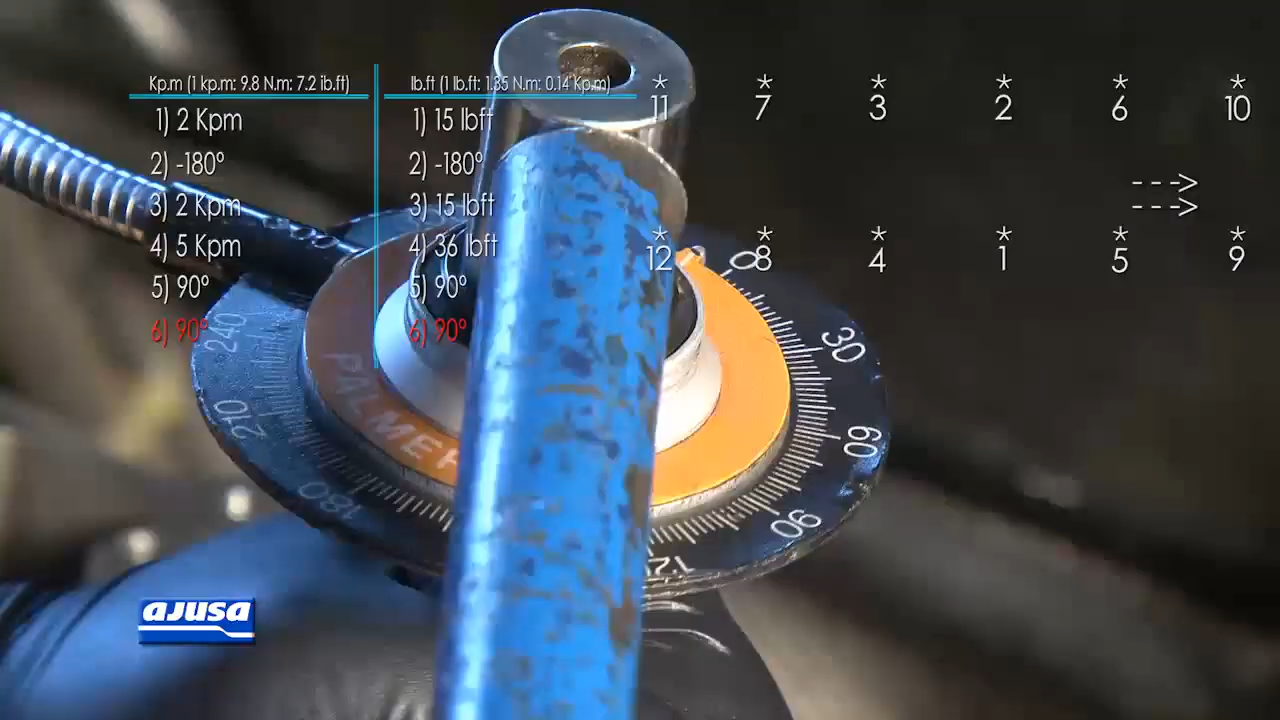 Kp.m (1 kp.m: 9.8 N.m: 7.2 ib.ft)
1) 2 Kpm
2) -180º
3) 2 Kpm
4) 5 Kpm
5) 90º
6) 90º
lb.ft (1 lb.ft: 1.35 N.m: 0.14 Kp.m)
1) 15 lbft
2) -180º
3) 15 lbft
4) 36 lbft
5) 90º
6) 90º
* * * * * *
11 7 3 2 6 10
-->
-->
* * * * * *
12 8 4 1 5 9
0
30
60
90
180
210
240
PALMER
ajusa